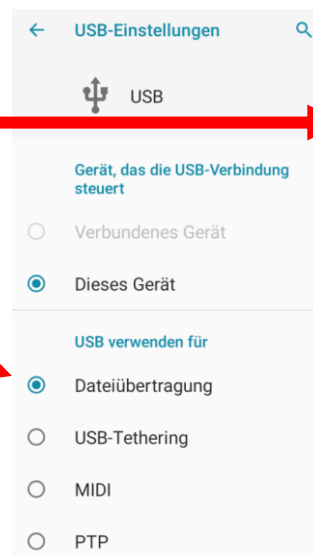 USB-Einstellungen
USB
Gerät, das die USB-Verbindung
steuert
Verbundenes Gerät
Dieses Gerät
USB verwenden für
Dateiübertragung
USB-Tethering
MIDI
PTP